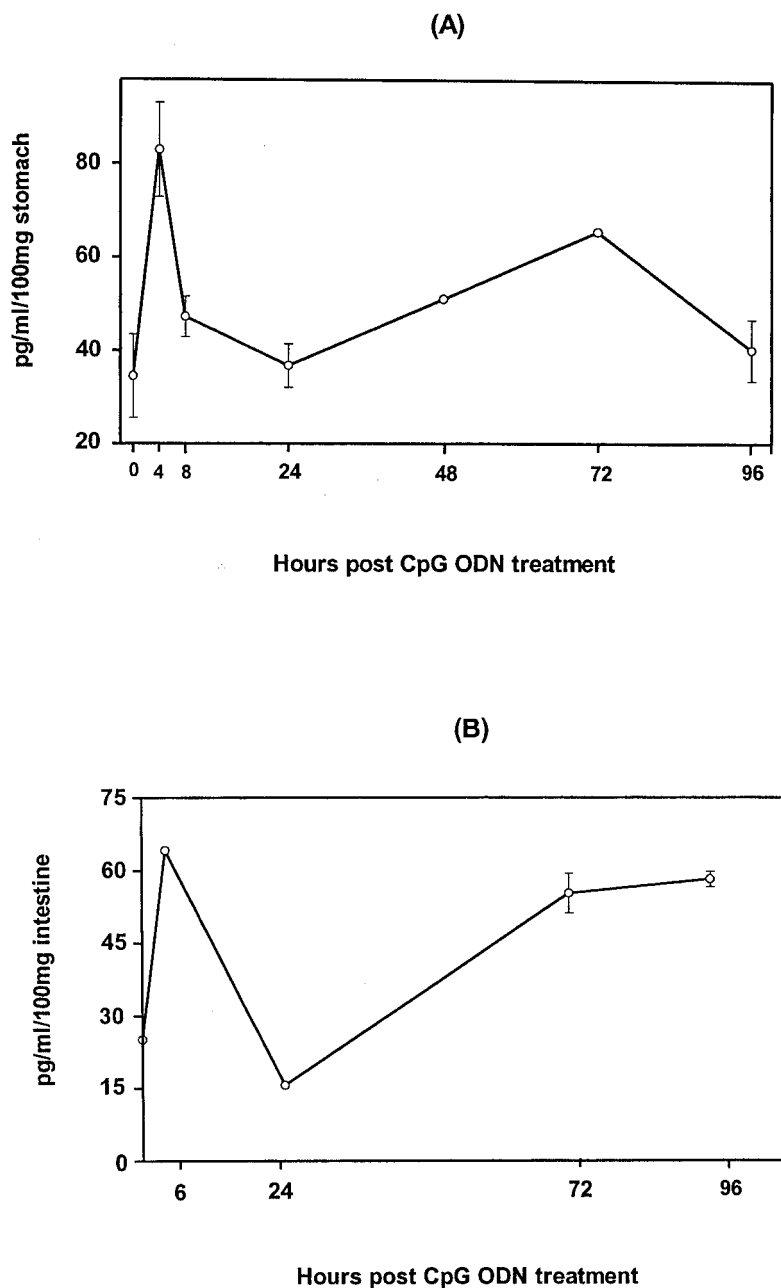 (A)
pg/ml/100mg stomach
80
60
40
20
0 4 8 24 48 72 96
Hours post CpG ODN treatment
(B)
pg/ml/100mg intestine
75
60
45
30
15
0
6 24 72 96
Hours post CpG ODN treatment